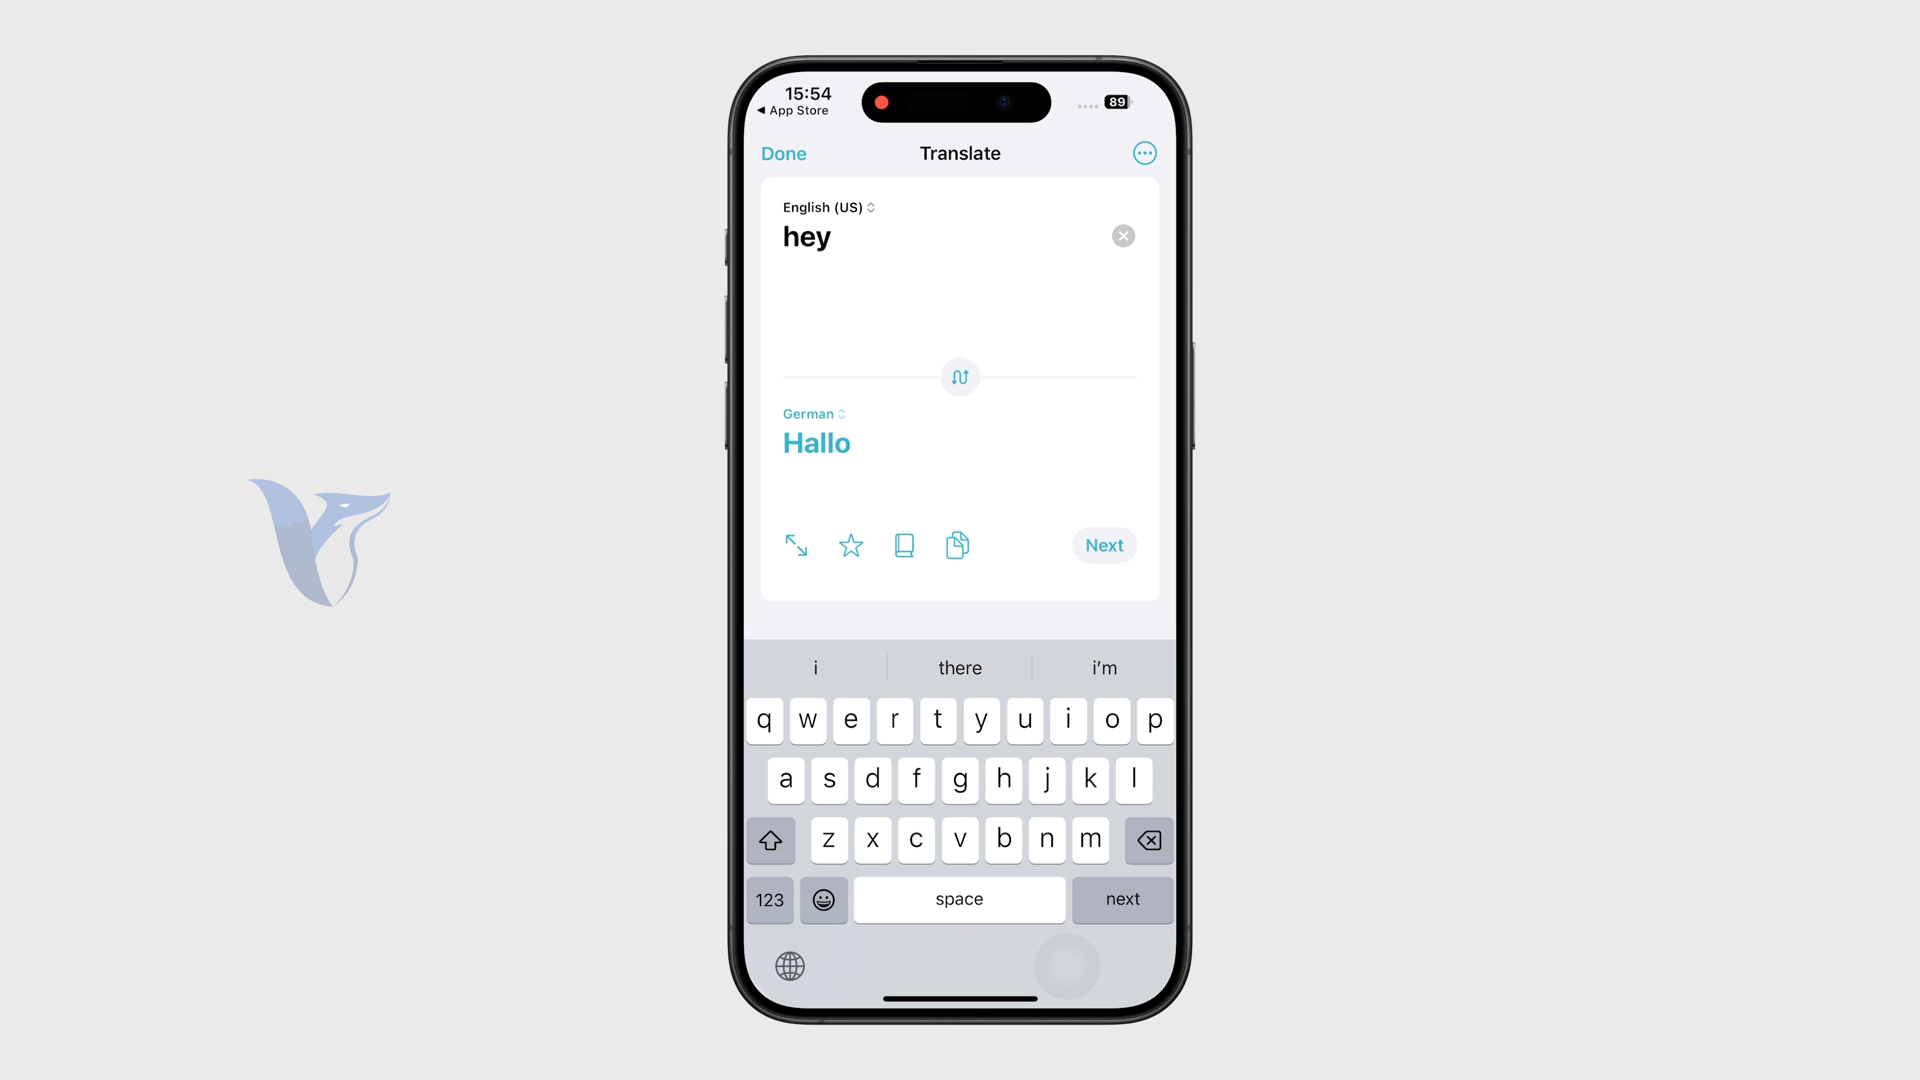 15:54
◀ App Store
89
Done
Translate
English (US)
hey
German
Hallo
Next
i
there
i’m
q w e r t y u i o p
a s d f g h j k l
z x c v b n m
123
space
next